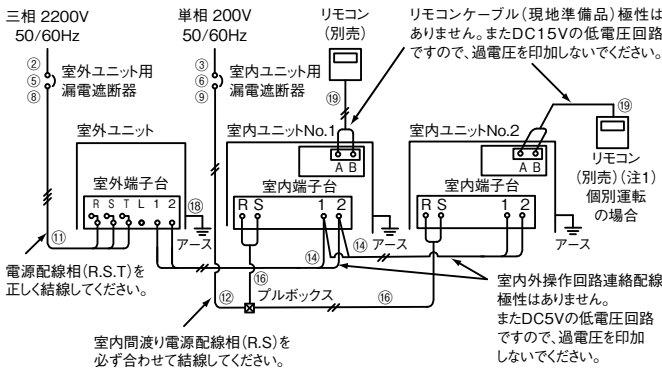 三相 2200V
50/60Hz
単相 200V
50/60Hz
リモコン
(別売)
リモコンケーブル(現地準備品)極性は
ありません。またDC15Vの低電圧回路
ですので、過電圧を印加しないでください。
②
⑤
⑧
室外ユニット用
漏電遮断器
③
⑥
⑨
室内ユニット用
漏電遮断器
⑲
⑲
室外ユニット
室内ユニットNo.1
室内ユニットNo.2
A B
A B
リモコン
(別売)(注1)
個別運転
の場合
室外端子台
R S T L 1 2
⑱
アース
室内端子台
R S 1 2
アース
室内端子台
R S 1 2
アース
⑪
⑭
⑭
電源配線相(R.S.T)を
正しく結線してください。
⑯
⑫
プルボックス
⑯
室内外操作回路連絡配線
極性はありません。
またDC5Vの低電圧回路
ですので、過電圧を印加
しないでください。
室内間渡り電源配線相(R.S)を
必ず合わせて結線してください。